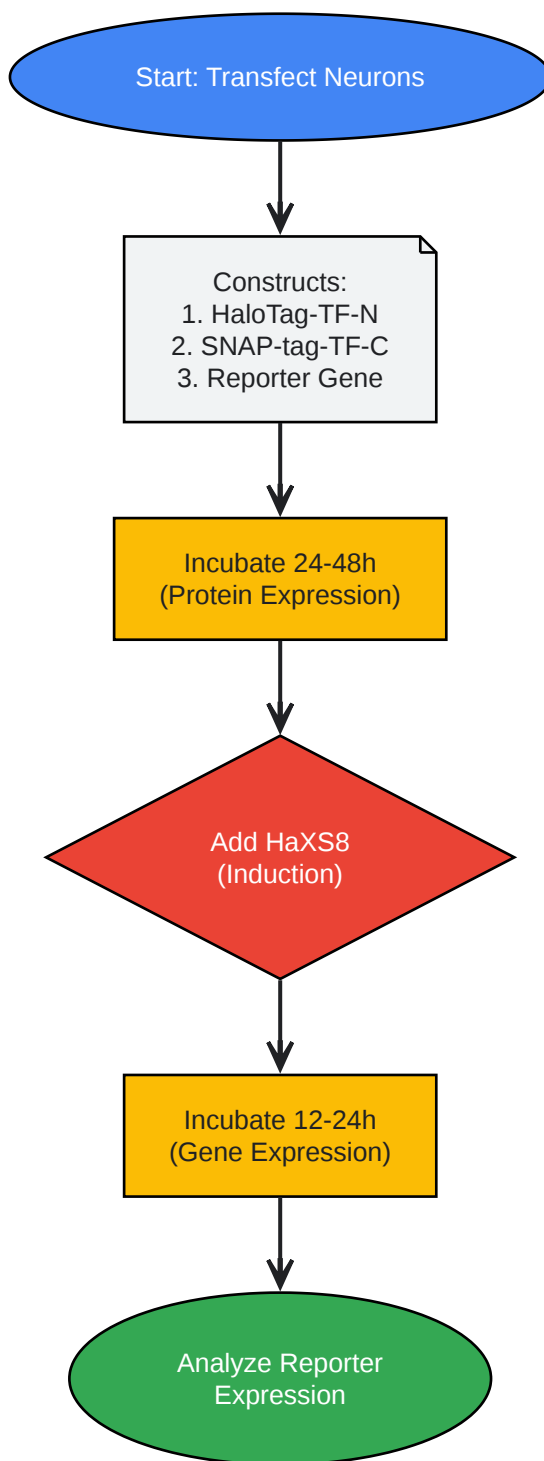 Start: Transfect Neurons
Constructs:
1. HaloTag-TF-N
2. SNAP-tag-TF-C
3. Reporter Gene
Incubate 24-48h
(Protein Expression)
Add HaXS8
(Induction)
Incubate 12-24h
(Gene Expression)
Analyze Reporter
Expression